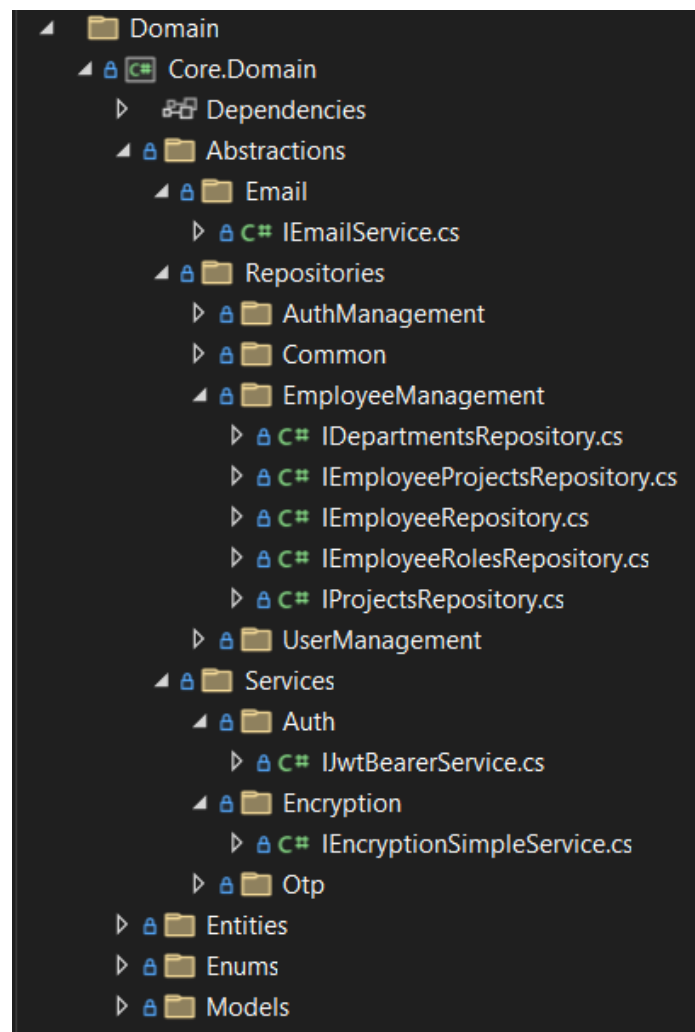 Domain
C# Core.Domain
Dependencies
Abstractions
Email
C# IEmailService.cs
Repositories
AuthManagement
Common
EmployeeManagement
C# IDepartmentsRepository.cs
C# IEmployeeProjectsRepository.cs
C# IEmployeeRepository.cs
C# IEmployeeRolesRepository.cs
C# IProjectsRepository.cs
UserManagement
Services
Auth
C# IJwtBearerService.cs
Encryption
C# IEncryptionSimpleService.cs
Otp
Entities
Enums
Models